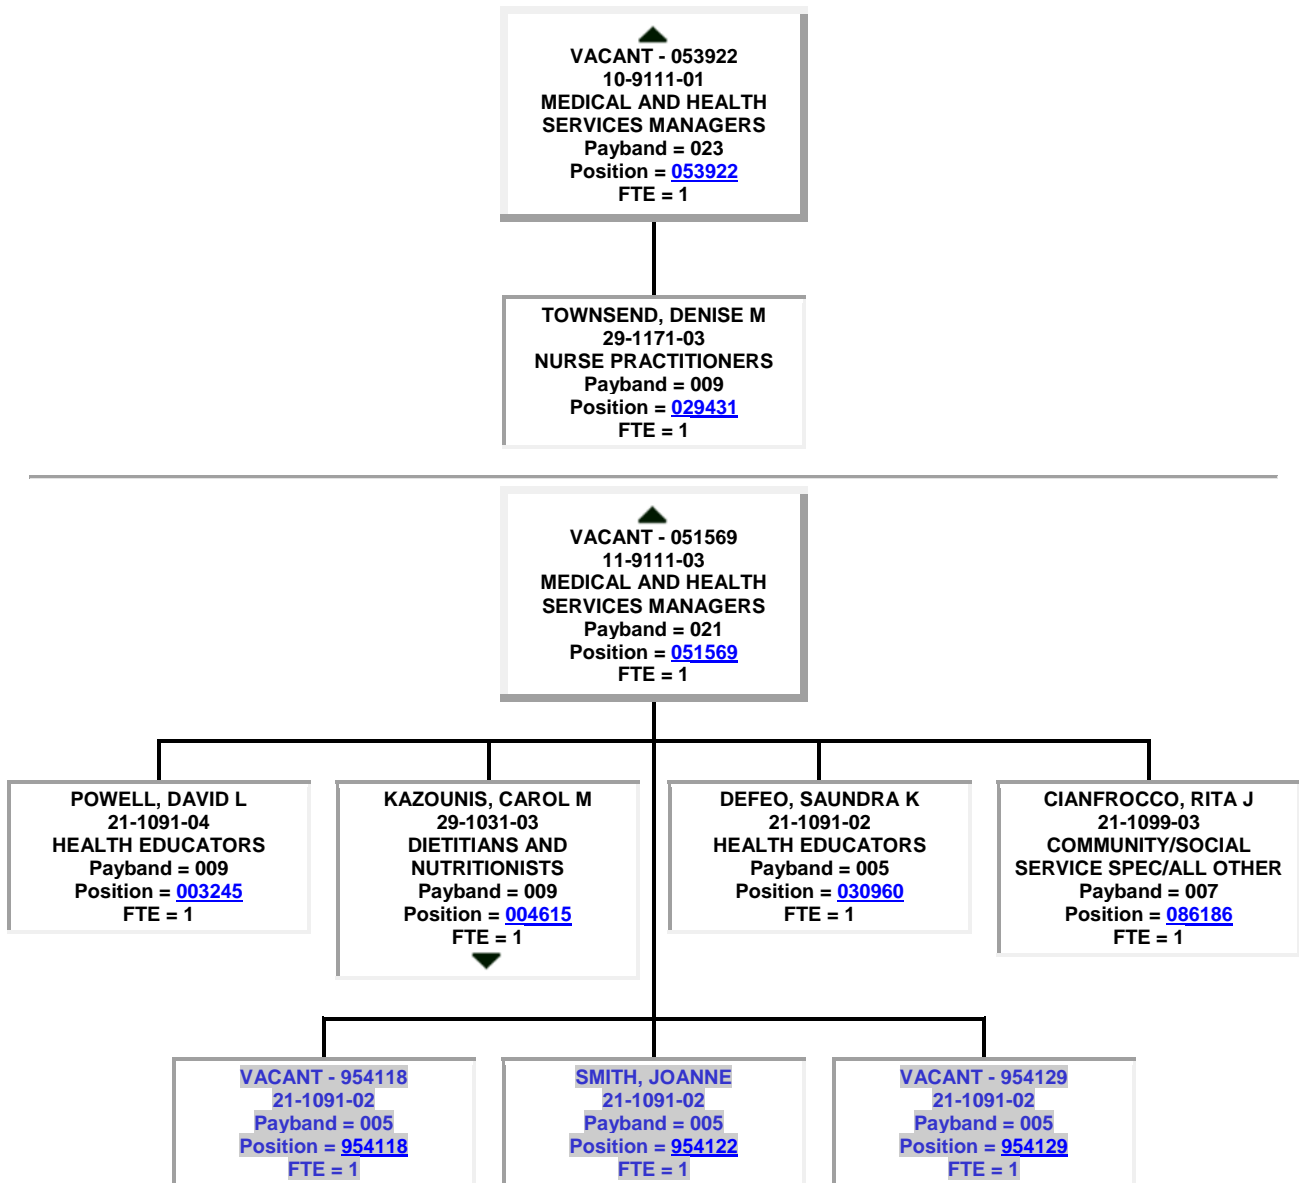 VACANT - 053922
10-9111-01
MEDICAL AND HEALTH
SERVICES MANAGERS
Payband = 023
Position = 053922
FTE = 1
TOWNSEND, DENISE M
29-1171-03
NURSE PRACTITIONERS
Payband = 009
Position = 029431
FTE = 1
VACANT - 051569
11-9111-03
MEDICAL AND HEALTH
SERVICES MANAGERS
Payband = 021
Position = 051569
FTE = 1
POWELL, DAVID L
21-1091-04
HEALTH EDUCATORS
Payband = 009
Position = 003245
FTE = 1
KAZOUNIS, CAROL M
29-1031-03
DIETITIANS AND
NUTRITIONISTS
Payband = 009
Position = 004615
FTE = 1
DEFEO, SAUNDRA K
21-1091-02
HEALTH EDUCATORS
Payband = 005
Position = 030960
FTE = 1
CIANFROCCO, RITA J
21-1099-03
COMMUNITY/SOCIAL
SERVICE SPEC/ALL OTHER
Payband = 007
Position = 086186
FTE = 1
VACANT - 954118
21-1091-02
Payband = 005
Position = 954118
FTE = 1
SMITH, JOANNE
21-1091-02
Payband = 005
Position = 954122
FTE = 1
VACANT - 954129
21-1091-02
Payband = 005
Position = 954129
FTE = 1